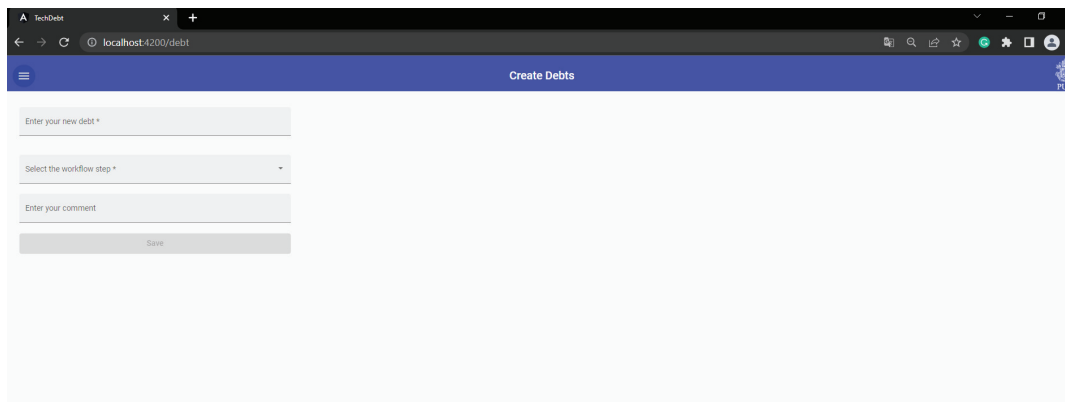 A TechDebt
localhost:4200/debt
Create Debts
Enter your new debt *
Select the workflow step *
Enter your comment
Save